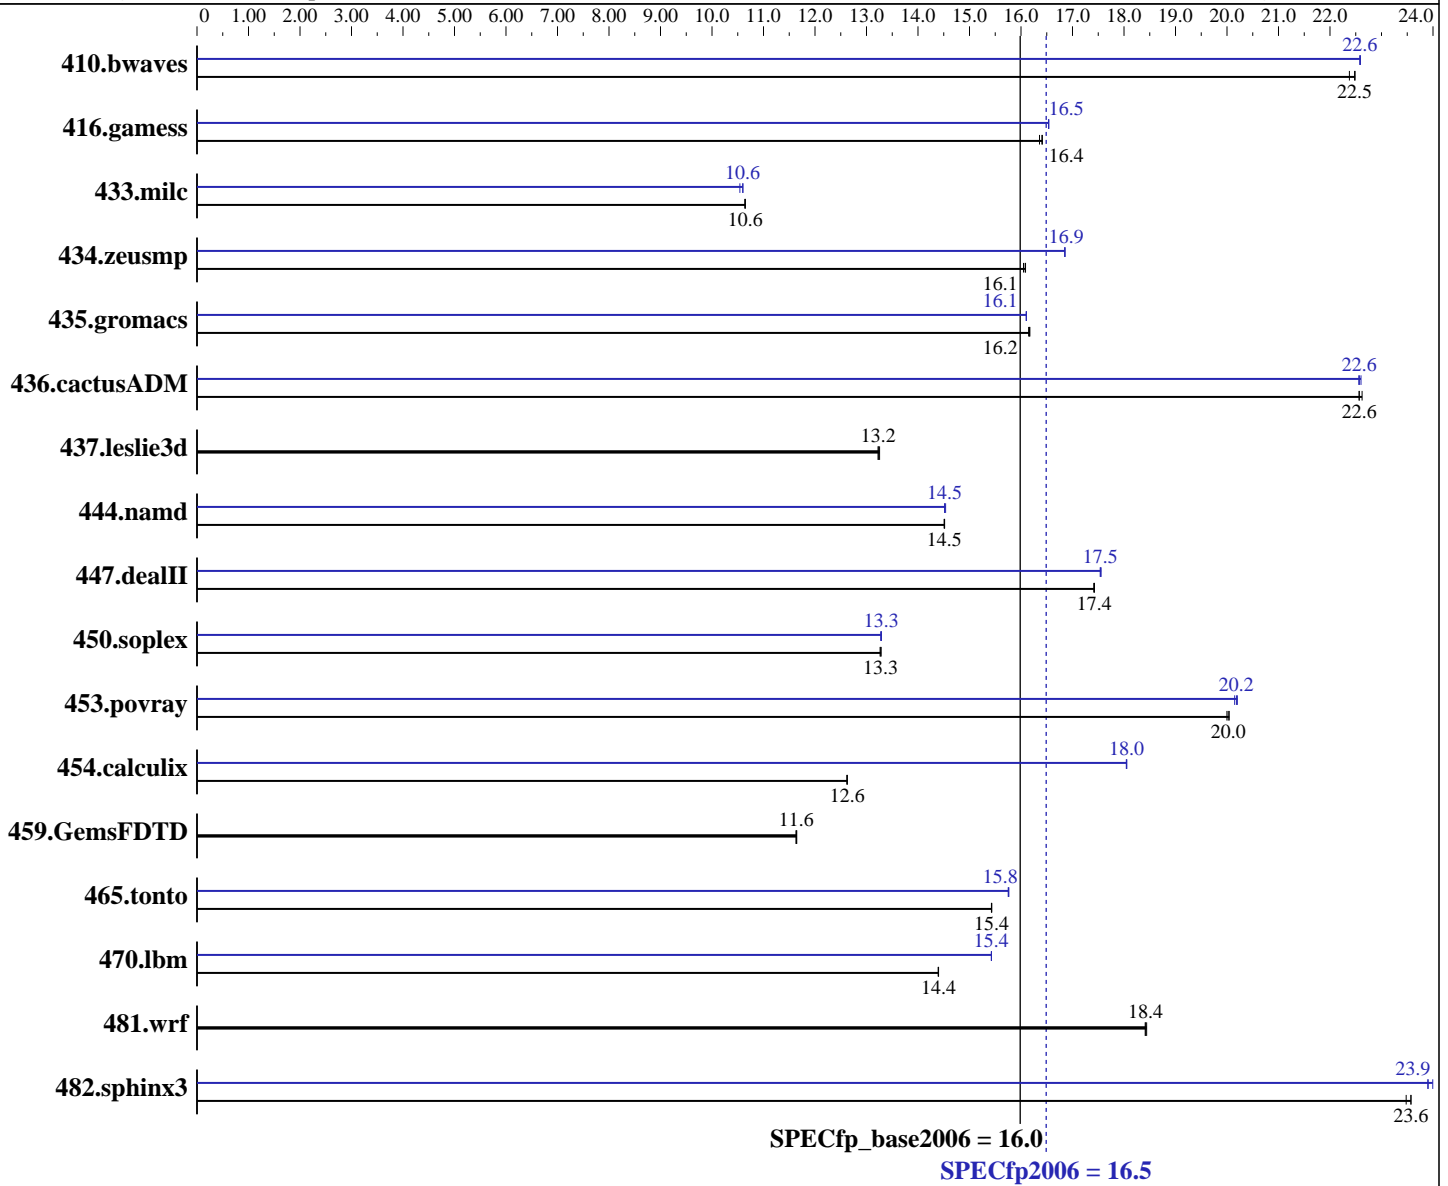 0 1.00 2.00 3.00 4.00 5.00 6.00 7.00 8.00 9.00 10.0 11.0 12.0 13.0 14.0 15.0 16.0 17.0 18.0 19.0 20.0 21.0 22.0 24.0
22.6
410.bwaves
22.5
16.5
416.gamess
16.4
10.6
433.milc
10.6
16.9
434.zeusmp
16.1
16.1
435.gromacs
16.2
22.6
436.cactusADM
22.6
13.2
437.leslie3d
14.5
444.namd
14.5
17.5
447.dealII
17.4
13.3
450.soplex
13.3
20.2
453.povray
20.0
18.0
454.calculix
12.6
11.6
459.GemsFDTD
15.8
465.tonto
15.4
15.4
470.lbm
14.4
18.4
481.wrf
23.9
482.sphinx3
23.6
SPECfp_base2006 = 16.0
SPECfp2006 = 16.5